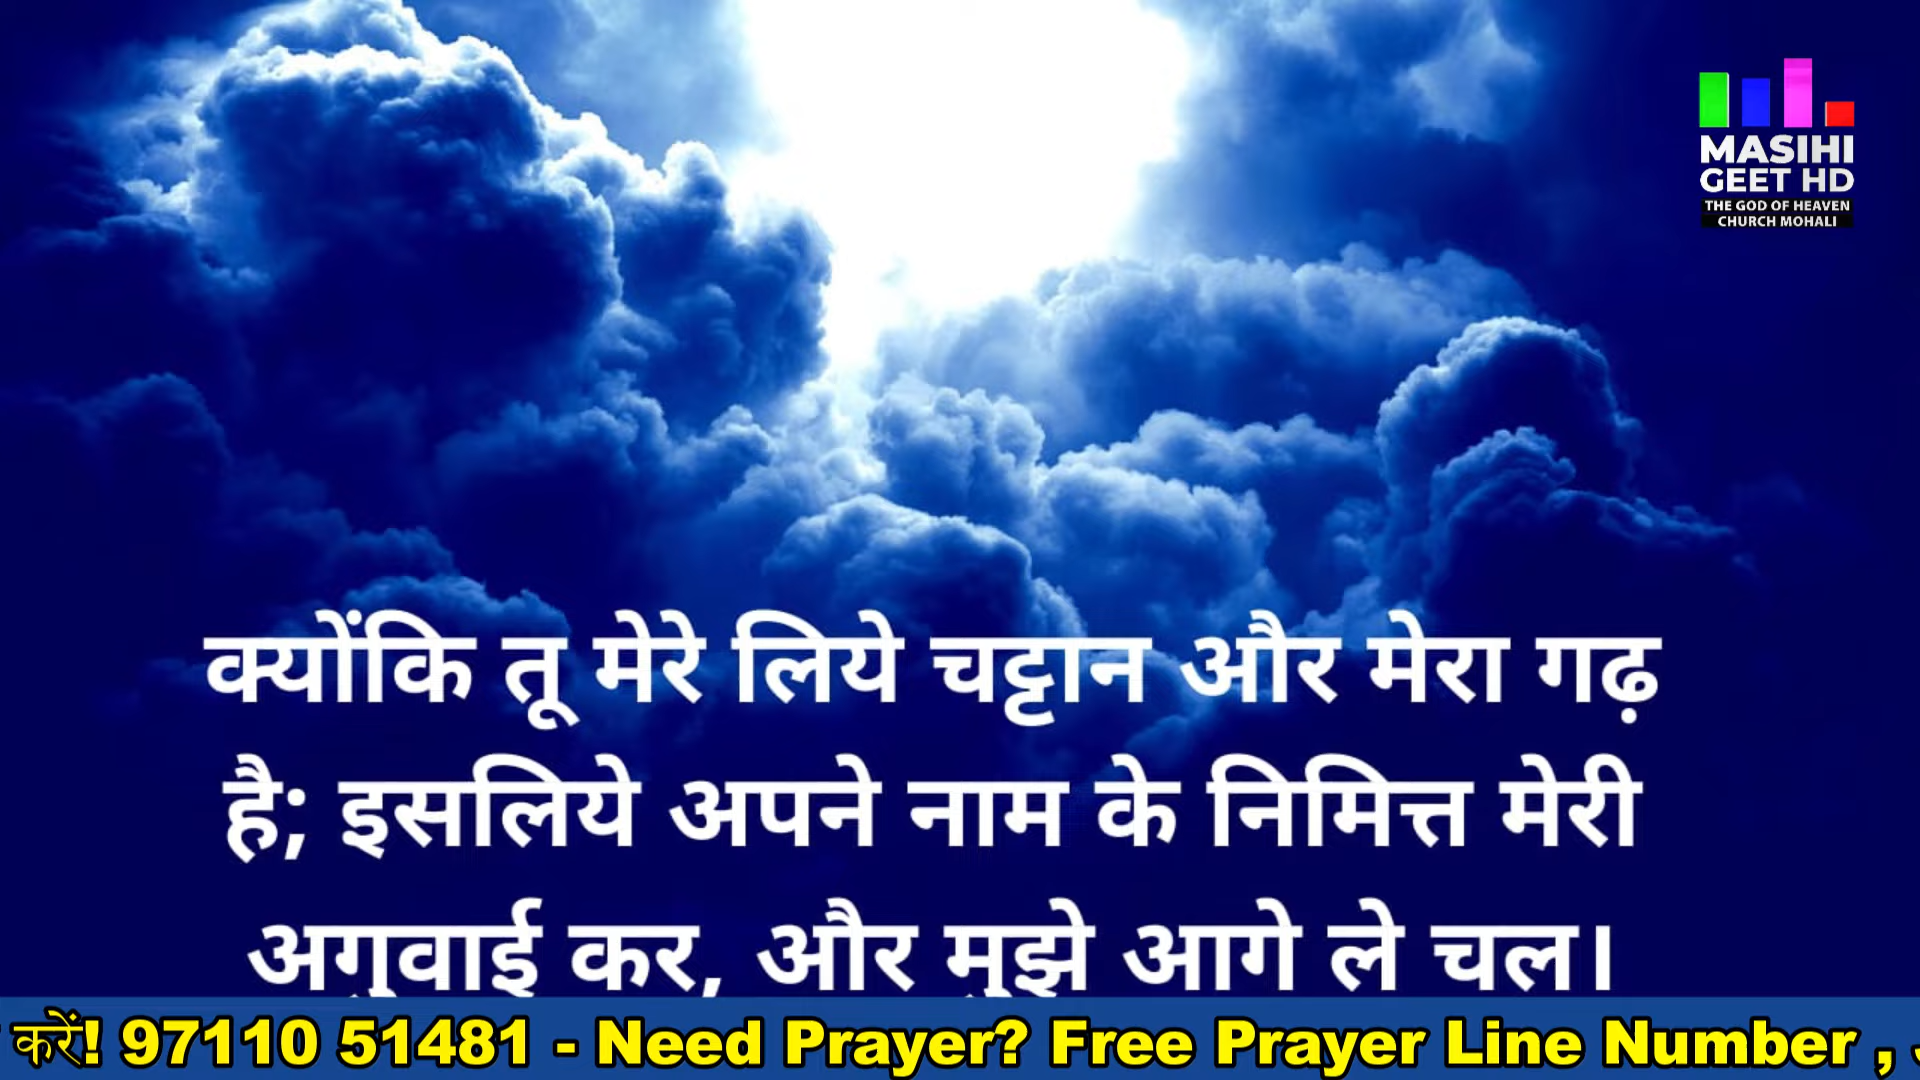 MASIHI
GEET HD
THE GOD OF HEAVEN
CHURCH MOHALI
क्योंकि तू मेरे लिये चट्टान और मेरा गढ़
है; इसलिये अपने नाम के निमित्त मेरी
अगुवाई कर, और मुझे आगे ले चल।
करें! 97110 51481 - Need Prayer? Free Prayer Line Number ,